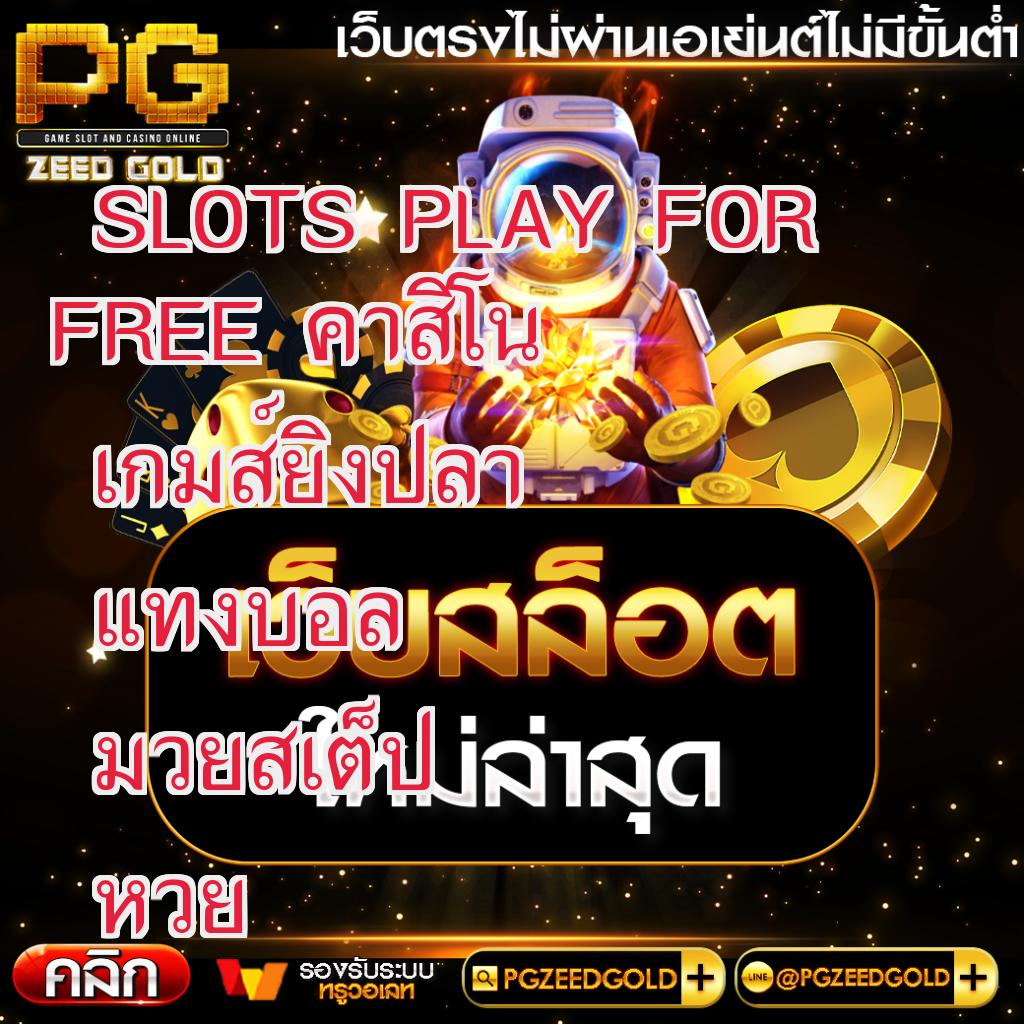 เว็บตรงไม่ผ่านเอเย่นต์ไม่มีขั้นต่ำ
PG
GAME SLOT AND CASINO ONLINE
ZEED GOLD
SLOTS PLAY FOR
FREE คาสิโน
เกมส์ยิงปลา
แทงบอล
เว็บสล็อต
มวยสเต็ป
ใหม่ล่าสุด
หวย
คลิก
รองรับระบบ
ทรูวอเลท
PGZEEDGOLD +
LINE @PGZEEDGOLD +